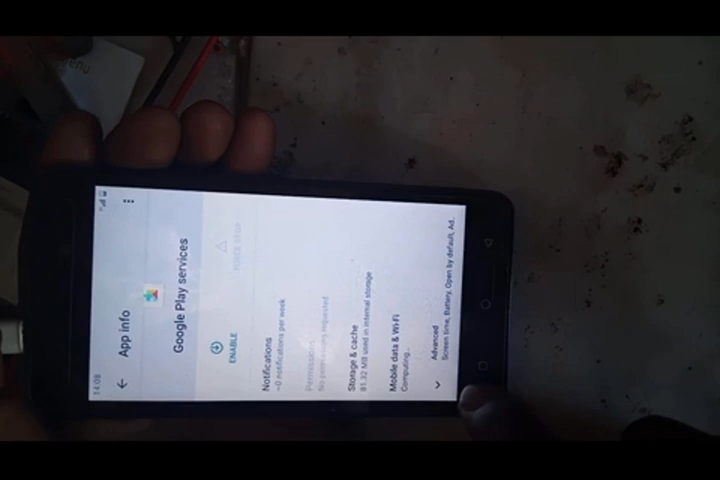 14:08
App info
Google Play services
ENABLE
FORCE STOP
Notifications
~0 notifications per week
Permissions
No permissions requested
Storage & cache
81.32 MB used in internal storage
Mobile data & Wi-Fi
Computing…
Advanced
Screen time, Battery, Open by default, Ad..